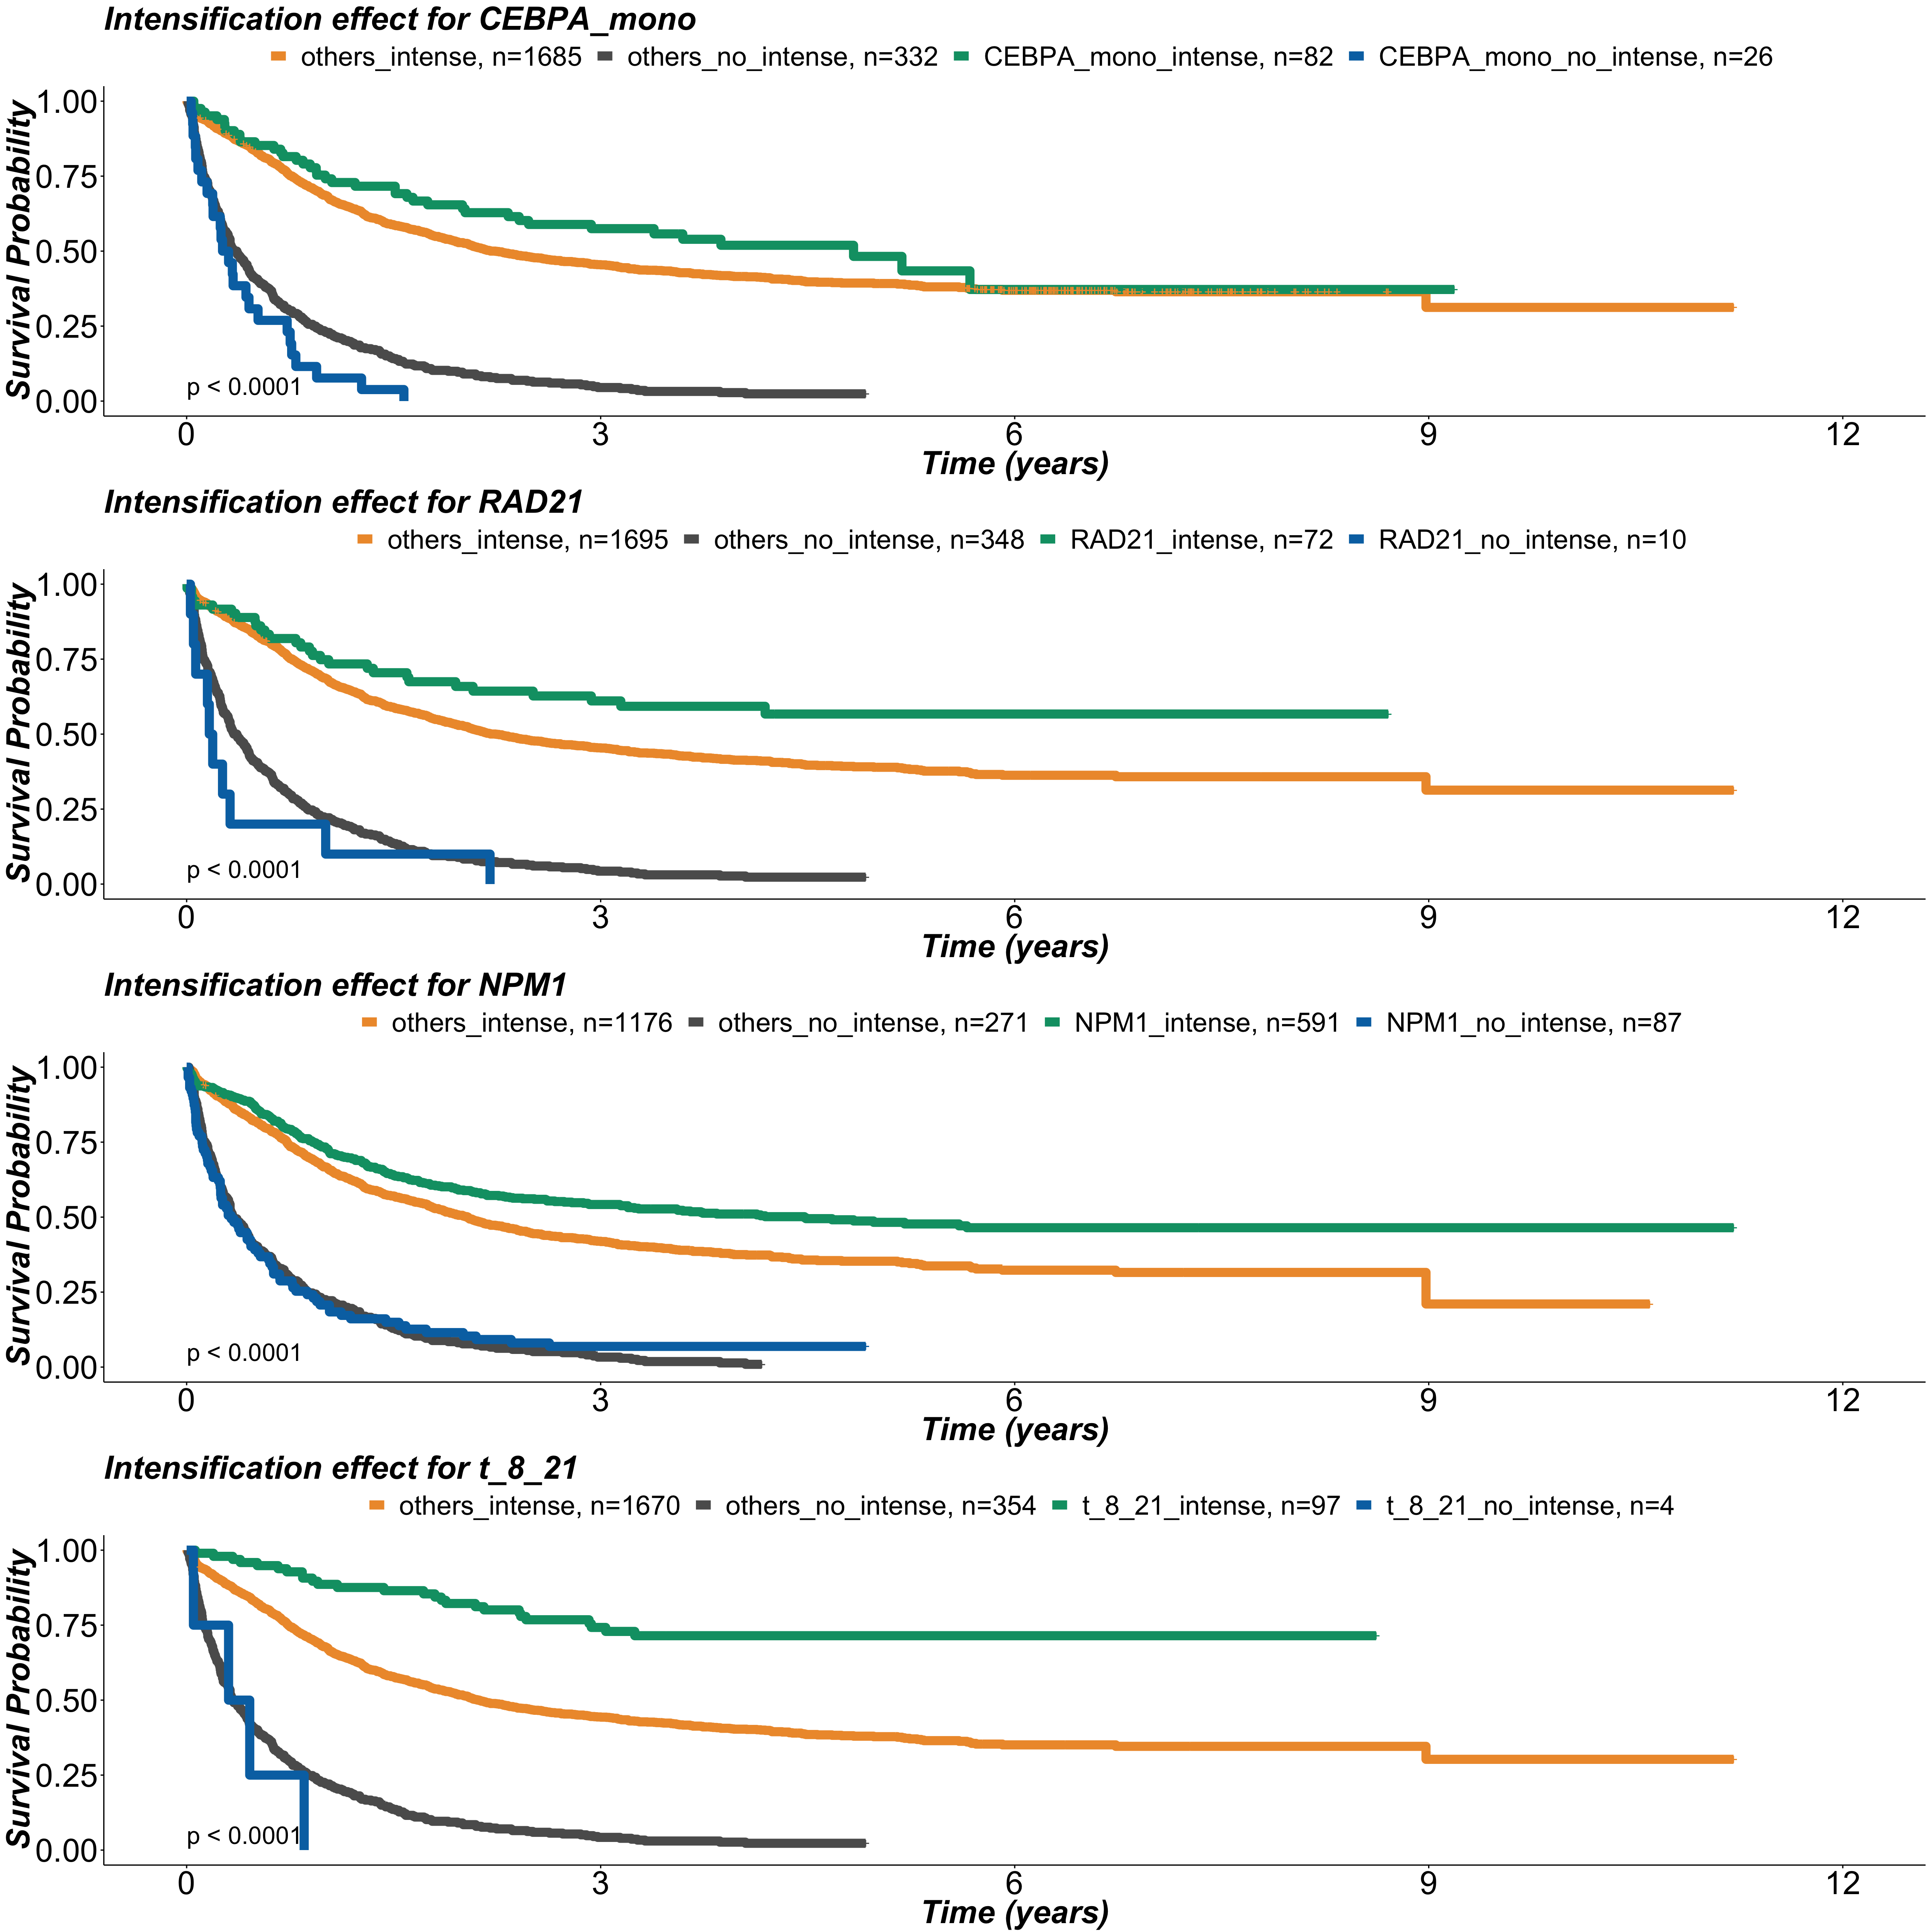 Intensification effect for CEBPA_mono
others_intense, n=1685 others_no_intense, n=332 CEBPA_mono_intense, n=82 CEBPA_mono_no_intense, n=26
Survival Probability
1.00
0.75
0.50
0.25
0.00
p < 0.0001
0 3 6 9 12
Time (years)
Intensification effect for RAD21
others_intense, n=1695 others_no_intense, n=348 RAD21_intense, n=72 RAD21_no_intense, n=10
Survival Probability
1.00
0.75
0.50
0.25
0.00
p < 0.0001
0 3 6 9 12
Time (years)
Intensification effect for NPM1
others_intense, n=1176 others_no_intense, n=271 NPM1_intense, n=591 NPM1_no_intense, n=87
Survival Probability
1.00
0.75
0.50
0.25
0.00
p < 0.0001
0 3 6 9 12
Time (years)
Intensification effect for t_8_21
others_intense, n=1670 others_no_intense, n=354 t_8_21_intense, n=97 t_8_21_no_intense, n=4
Survival Probability
1.00
0.75
0.50
0.25
0.00
p < 0.0001
0 3 6 9 12
Time (years)